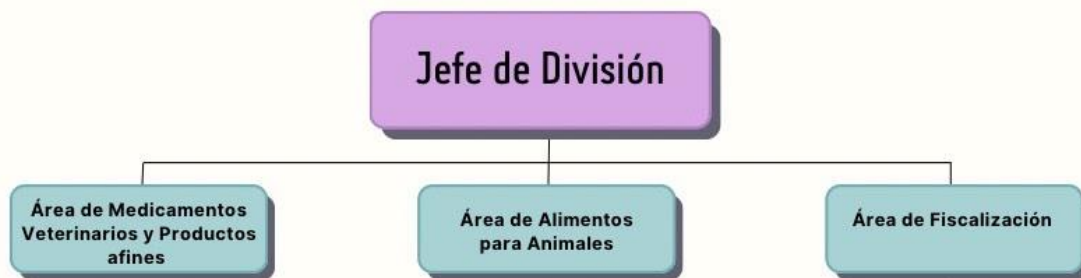 Jefe de División
Área de Medicamentos
Veterinarios y Productos
afines
Área de Alimentos
para Animales
Área de Fiscalización